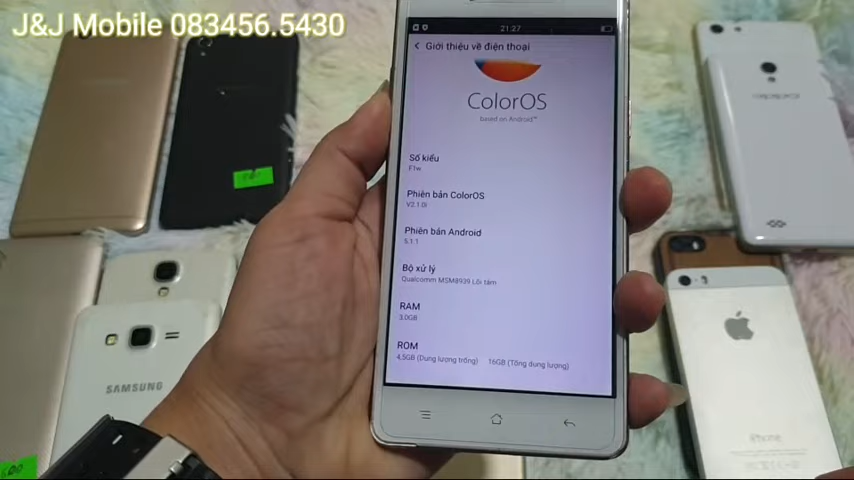 J&J Mobile 083456.5430
21:27
Giới thiệu về điện thoại
ColorOS
based on Android™
Số kiểu
F1w
Phiên bản ColorOS
V2.1.0i
Phiên bản Android
5.1.1
Bộ xử lý
Qualcomm MSM8939 Lõi tám
RAM
3.0GB
ROM
4,5GB (Dung lượng trống) 16GB (Tổng dung lượng)
SAMSUNG
iPhone